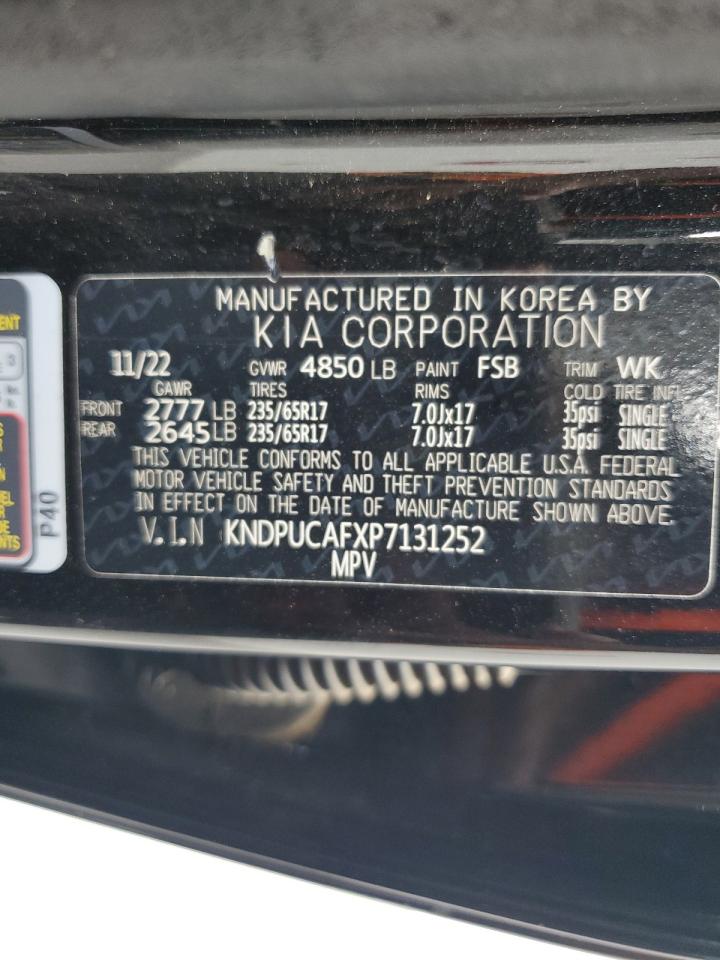 MANUFACTURED IN KOREA BY
KIA CORPORATION
11/22 GVWR 4850 LB PAINT FSB TRIM WK
GAWR TIRES RIMS COLD TIRE INFL
FRONT 2777 LB 235/65R17 7.0Jx17 35psi SINGLE
REAR 2645 LB 235/65R17 7.0Jx17 35psi SINGLE
THIS VEHICLE CONFORMS TO ALL APPLICABLE U.S.A. FEDERAL
MOTOR VEHICLE SAFETY AND THEFT PREVENTION STANDARDS
IN EFFECT ON THE DATE OF MANUFACTURE SHOWN ABOVE.
V.I.N KNDPUCAFXP7131252
MPV
P40